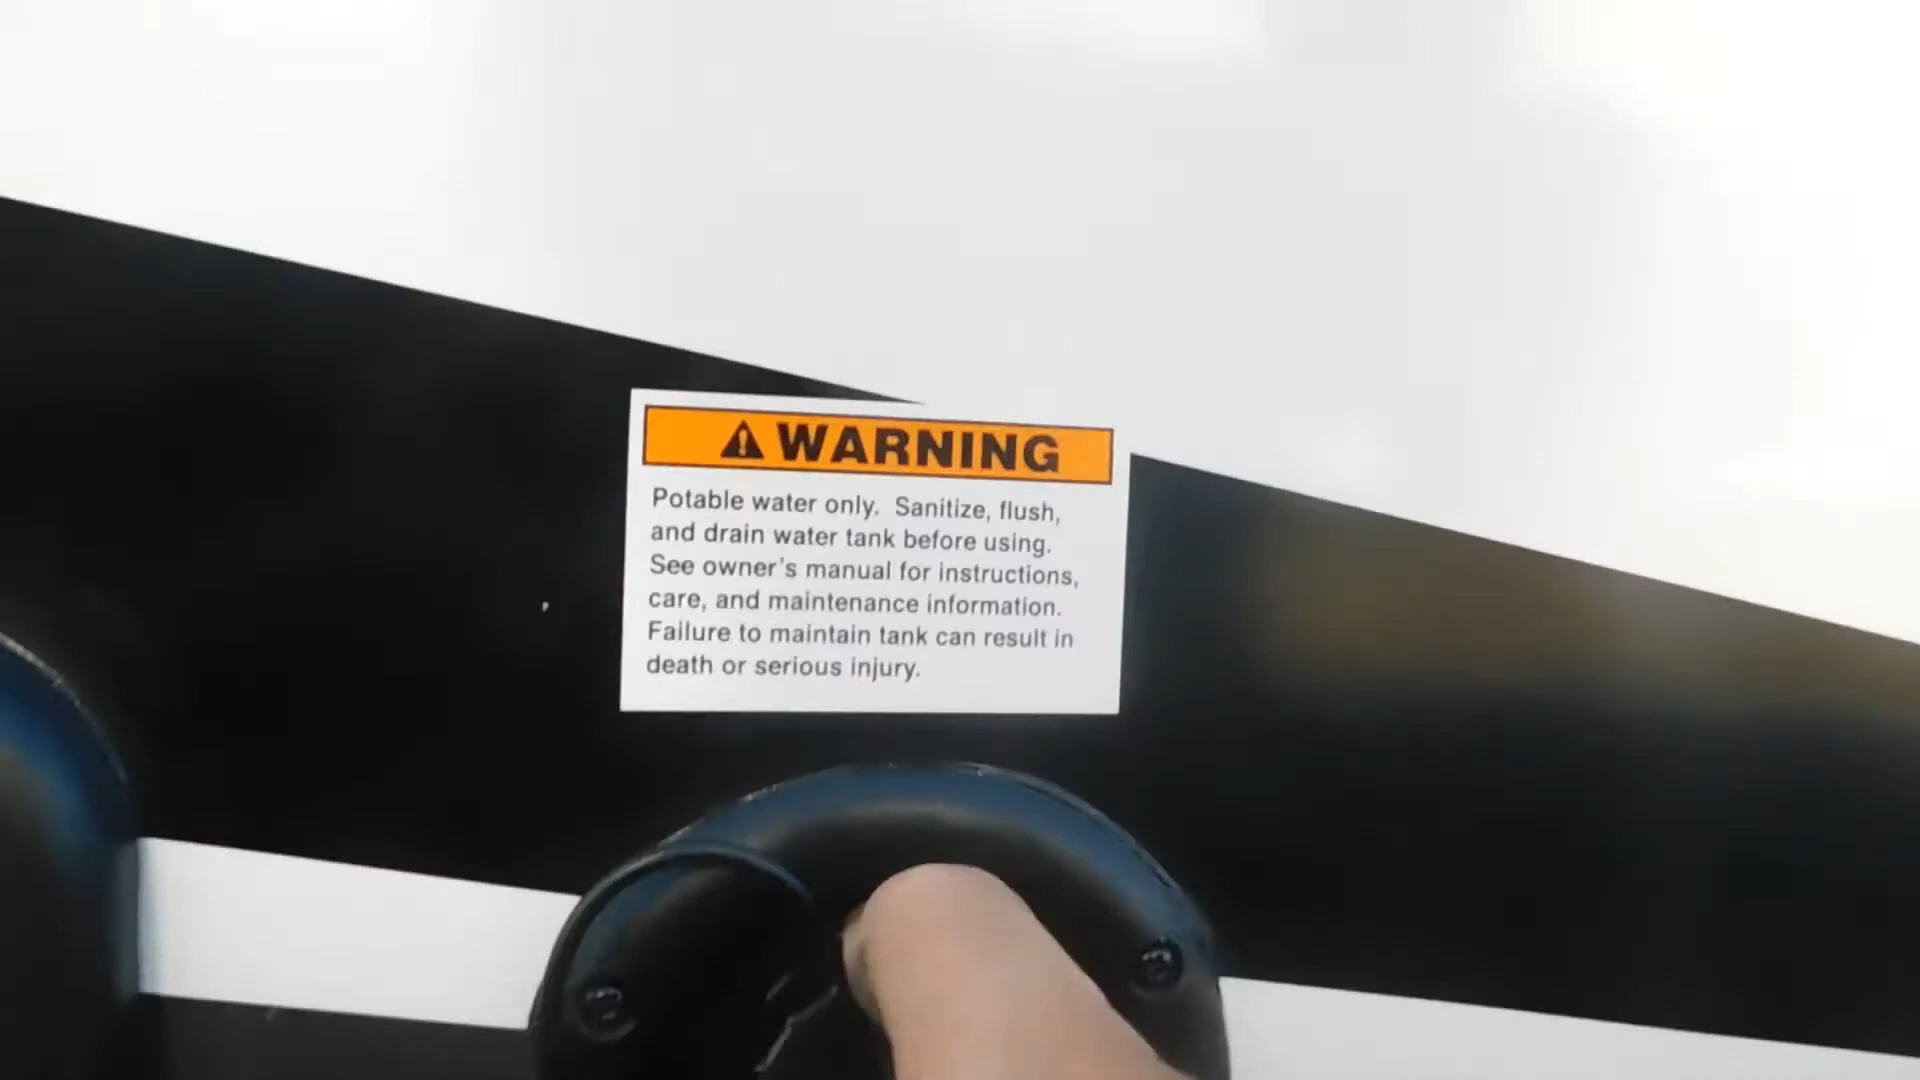 WARNING
Potable water only. Sanitize, flush,
and drain water tank before using.
See owner's manual for instructions,
care, and maintenance information.
Failure to maintain tank can result in
death or serious injury.